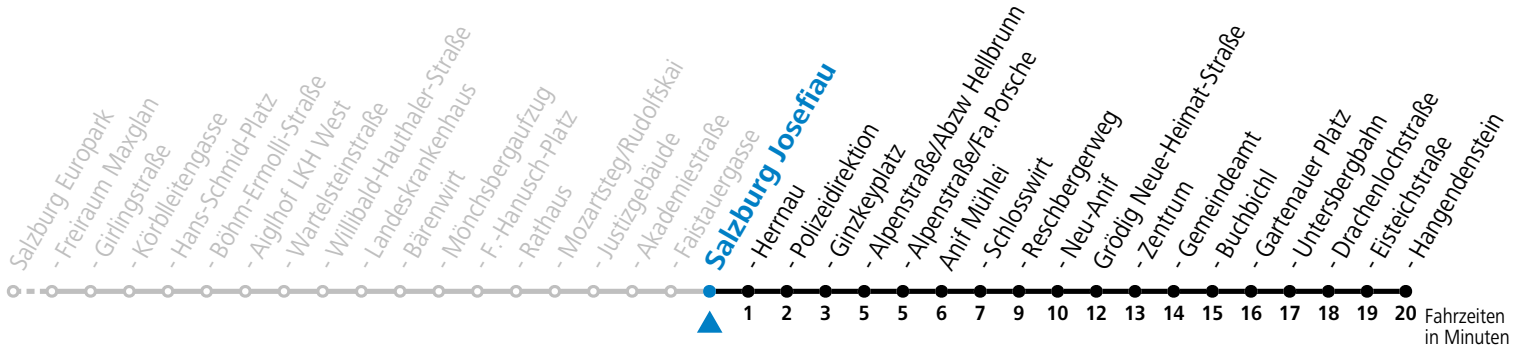 Salzburg Europark
- Freiraum Maxglan
- Girlingstraße
- Körblleitengasse
- Hans-Schmid-Platz
- Böhm-Ermolli-Straße
- Aiglhof LKH West
- Wartelsteinstraße
- Willibald-Hauthaler-Straße
- Landeskrankenhaus
- Bärenwirt
- Mönchsbergaufzug
- F.-Hanusch-Platz
- Rathaus
- Mozartsteg/Rudolfskai
- Justizgebäude
- Akademiestraße
- Faistauergasse
Salzburg Josefiau
- Herrnau
- Polizeidirektion
- Ginzkeyplatz
- Alpenstraße/Abzw Hellbrunn
- Alpenstraße/Fa.Porsche
Anif Mühlei
- Schlosswirt
- Reschbergerweg
- Neu-Anif
Grödig Neue-Heimat-Straße
- Zentrum
- Gemeindeamt
- Buchbichl
- Gartenauer Platz
- Untersbergbahn
- Drachenlochstraße
- Eisteichstraße
- Hangendenstein
1 2 3 5 5 6 7 9 10 12 13 14 15 16 17 18 19 20 Fahrzeiten
in Minuten